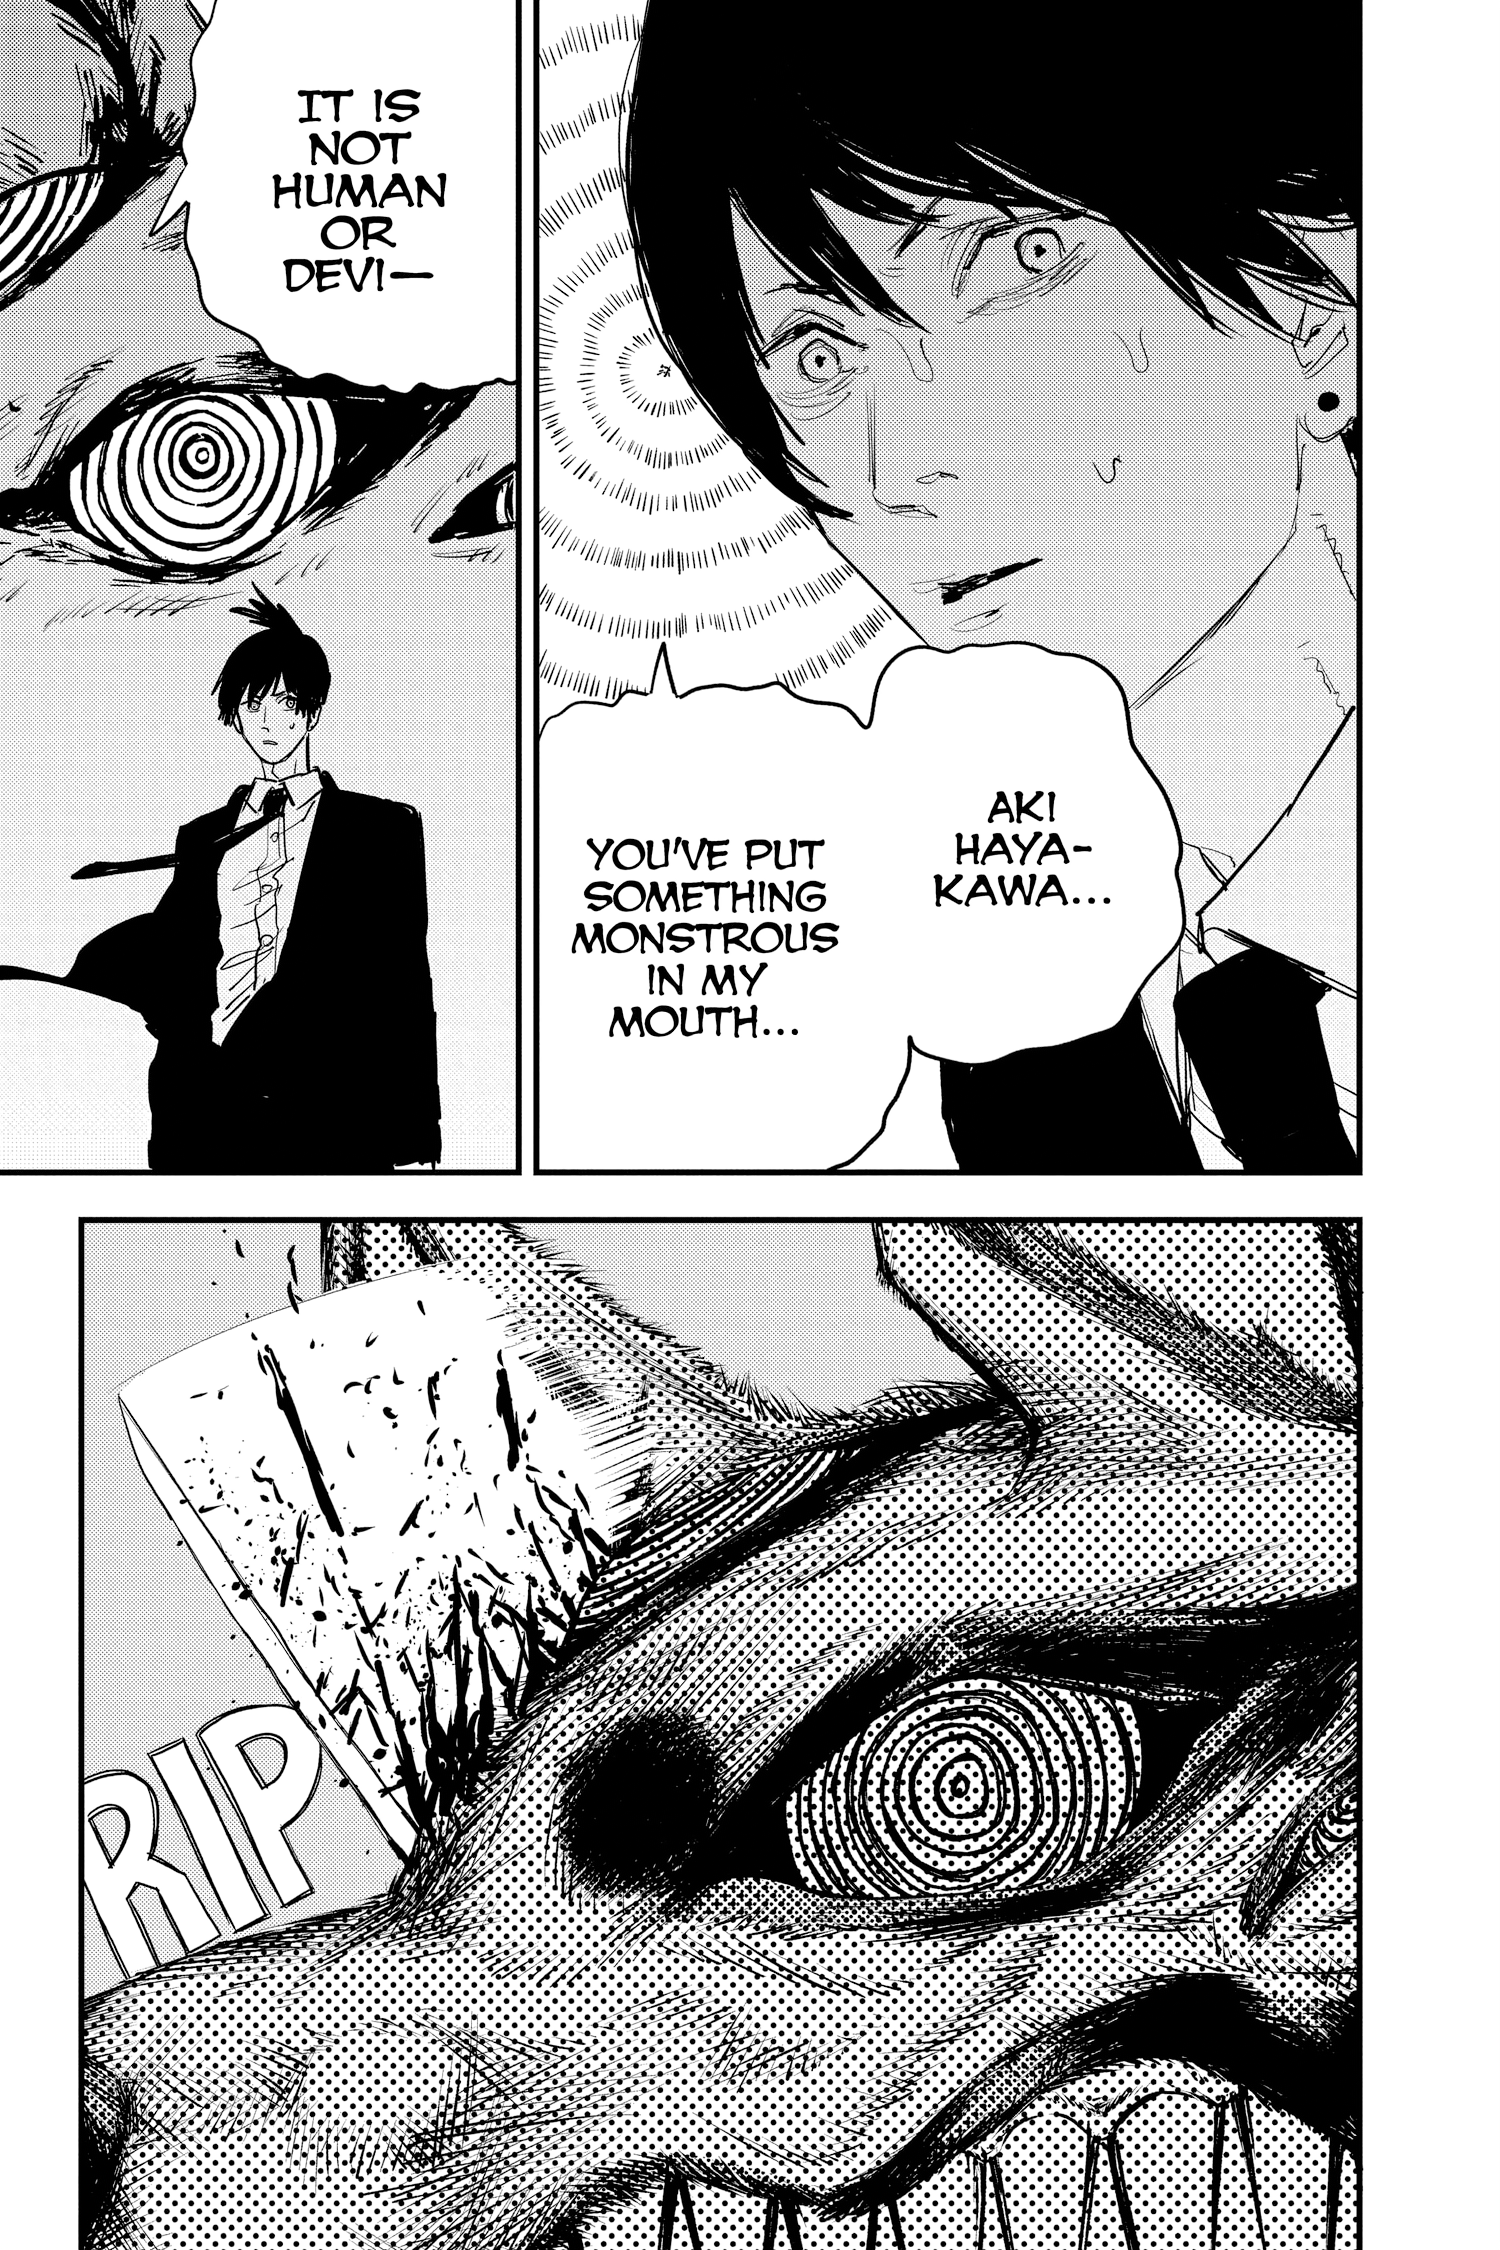 AKI
HAYA-
KAWA...
YOU'VE PUT
SOMETHING
MONSTROUS
IN MY
MOUTH...
IT IS
NOT
HUMAN
OR
DEVI—
RIP